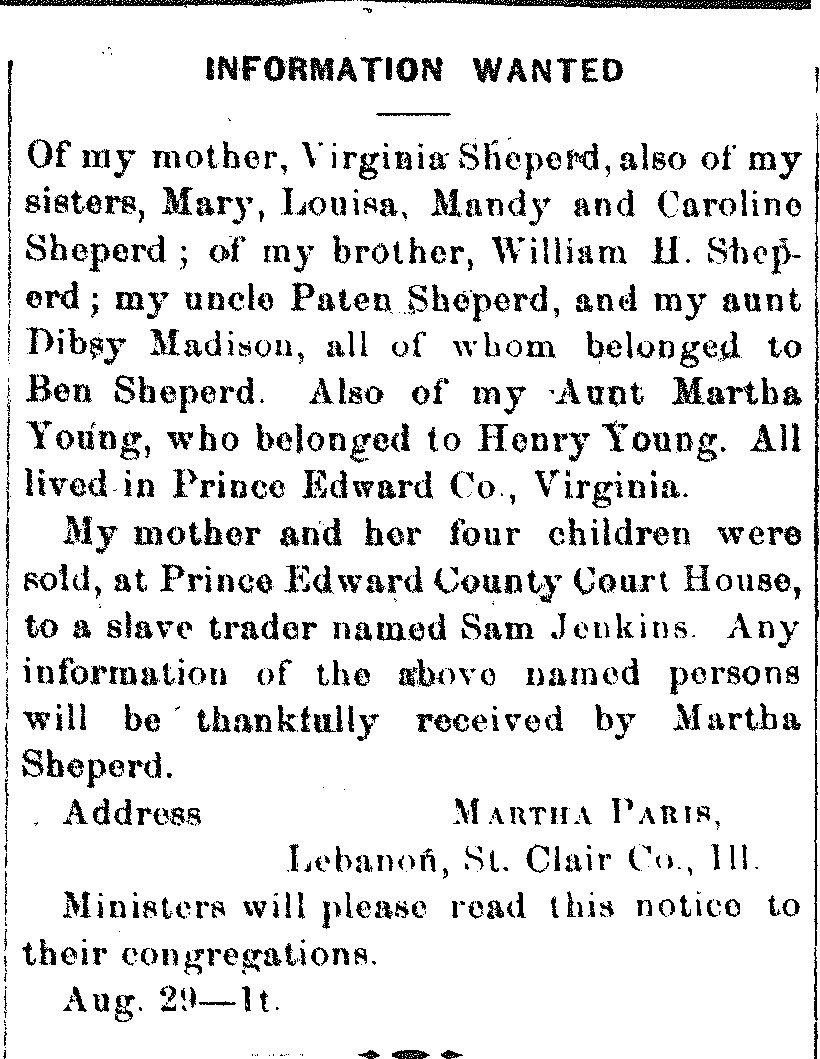 INFORMATION WANTED
Of my mother, Virginia Sheperd, also of my
sisters, Mary, Louisa, Mandy and Caroline
Sheperd ; of my brother, William H. Shep-
erd ; my uncle Paten Sheperd, and my aunt
Dibsy Madison, all of whom belonged to
Ben Sheperd. Also of my Aunt Martha
Young, who belonged to Henry Young. All
lived in Prince Edward Co., Virginia.
My mother and her four children were
sold, at Prince Edward County Court House,
to a slave trader named Sam Jenkins. Any
information of the above named persons
will be thankfully received by Martha
Sheperd.
Address MARTHA PARIS,
Lebanon, St. Clair Co., Ill.
Ministers will please read this notice to
their congregations.
Aug. 29—1t.